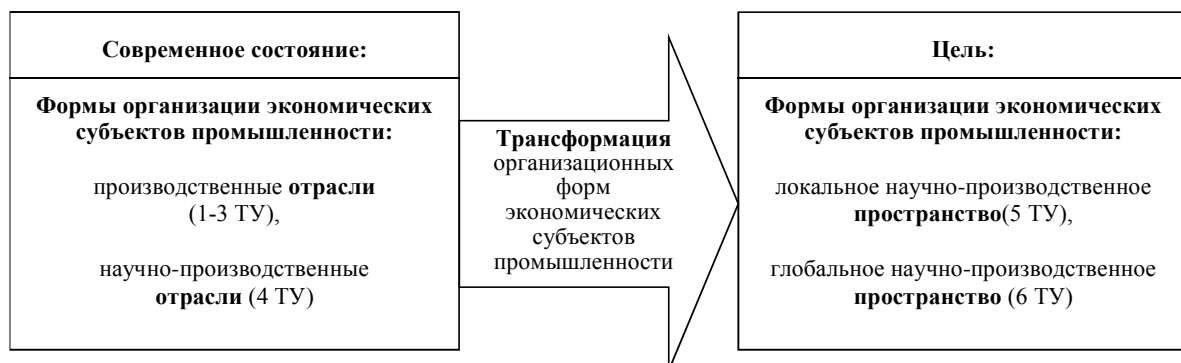 Современное состояние:
Формы организации экономических
субъектов промышленности:
производственные отрасли
(1-3 ТУ),
научно-производственные
отрасли (4 ТУ)
Трансформация
организационных
форм
экономических
субъектов
промышленности
Цель:
Формы организации экономических
субъектов промышленности:
локальное научно-производственное
пространство(5 ТУ),
глобальное научно-производственное
пространство (6 ТУ)